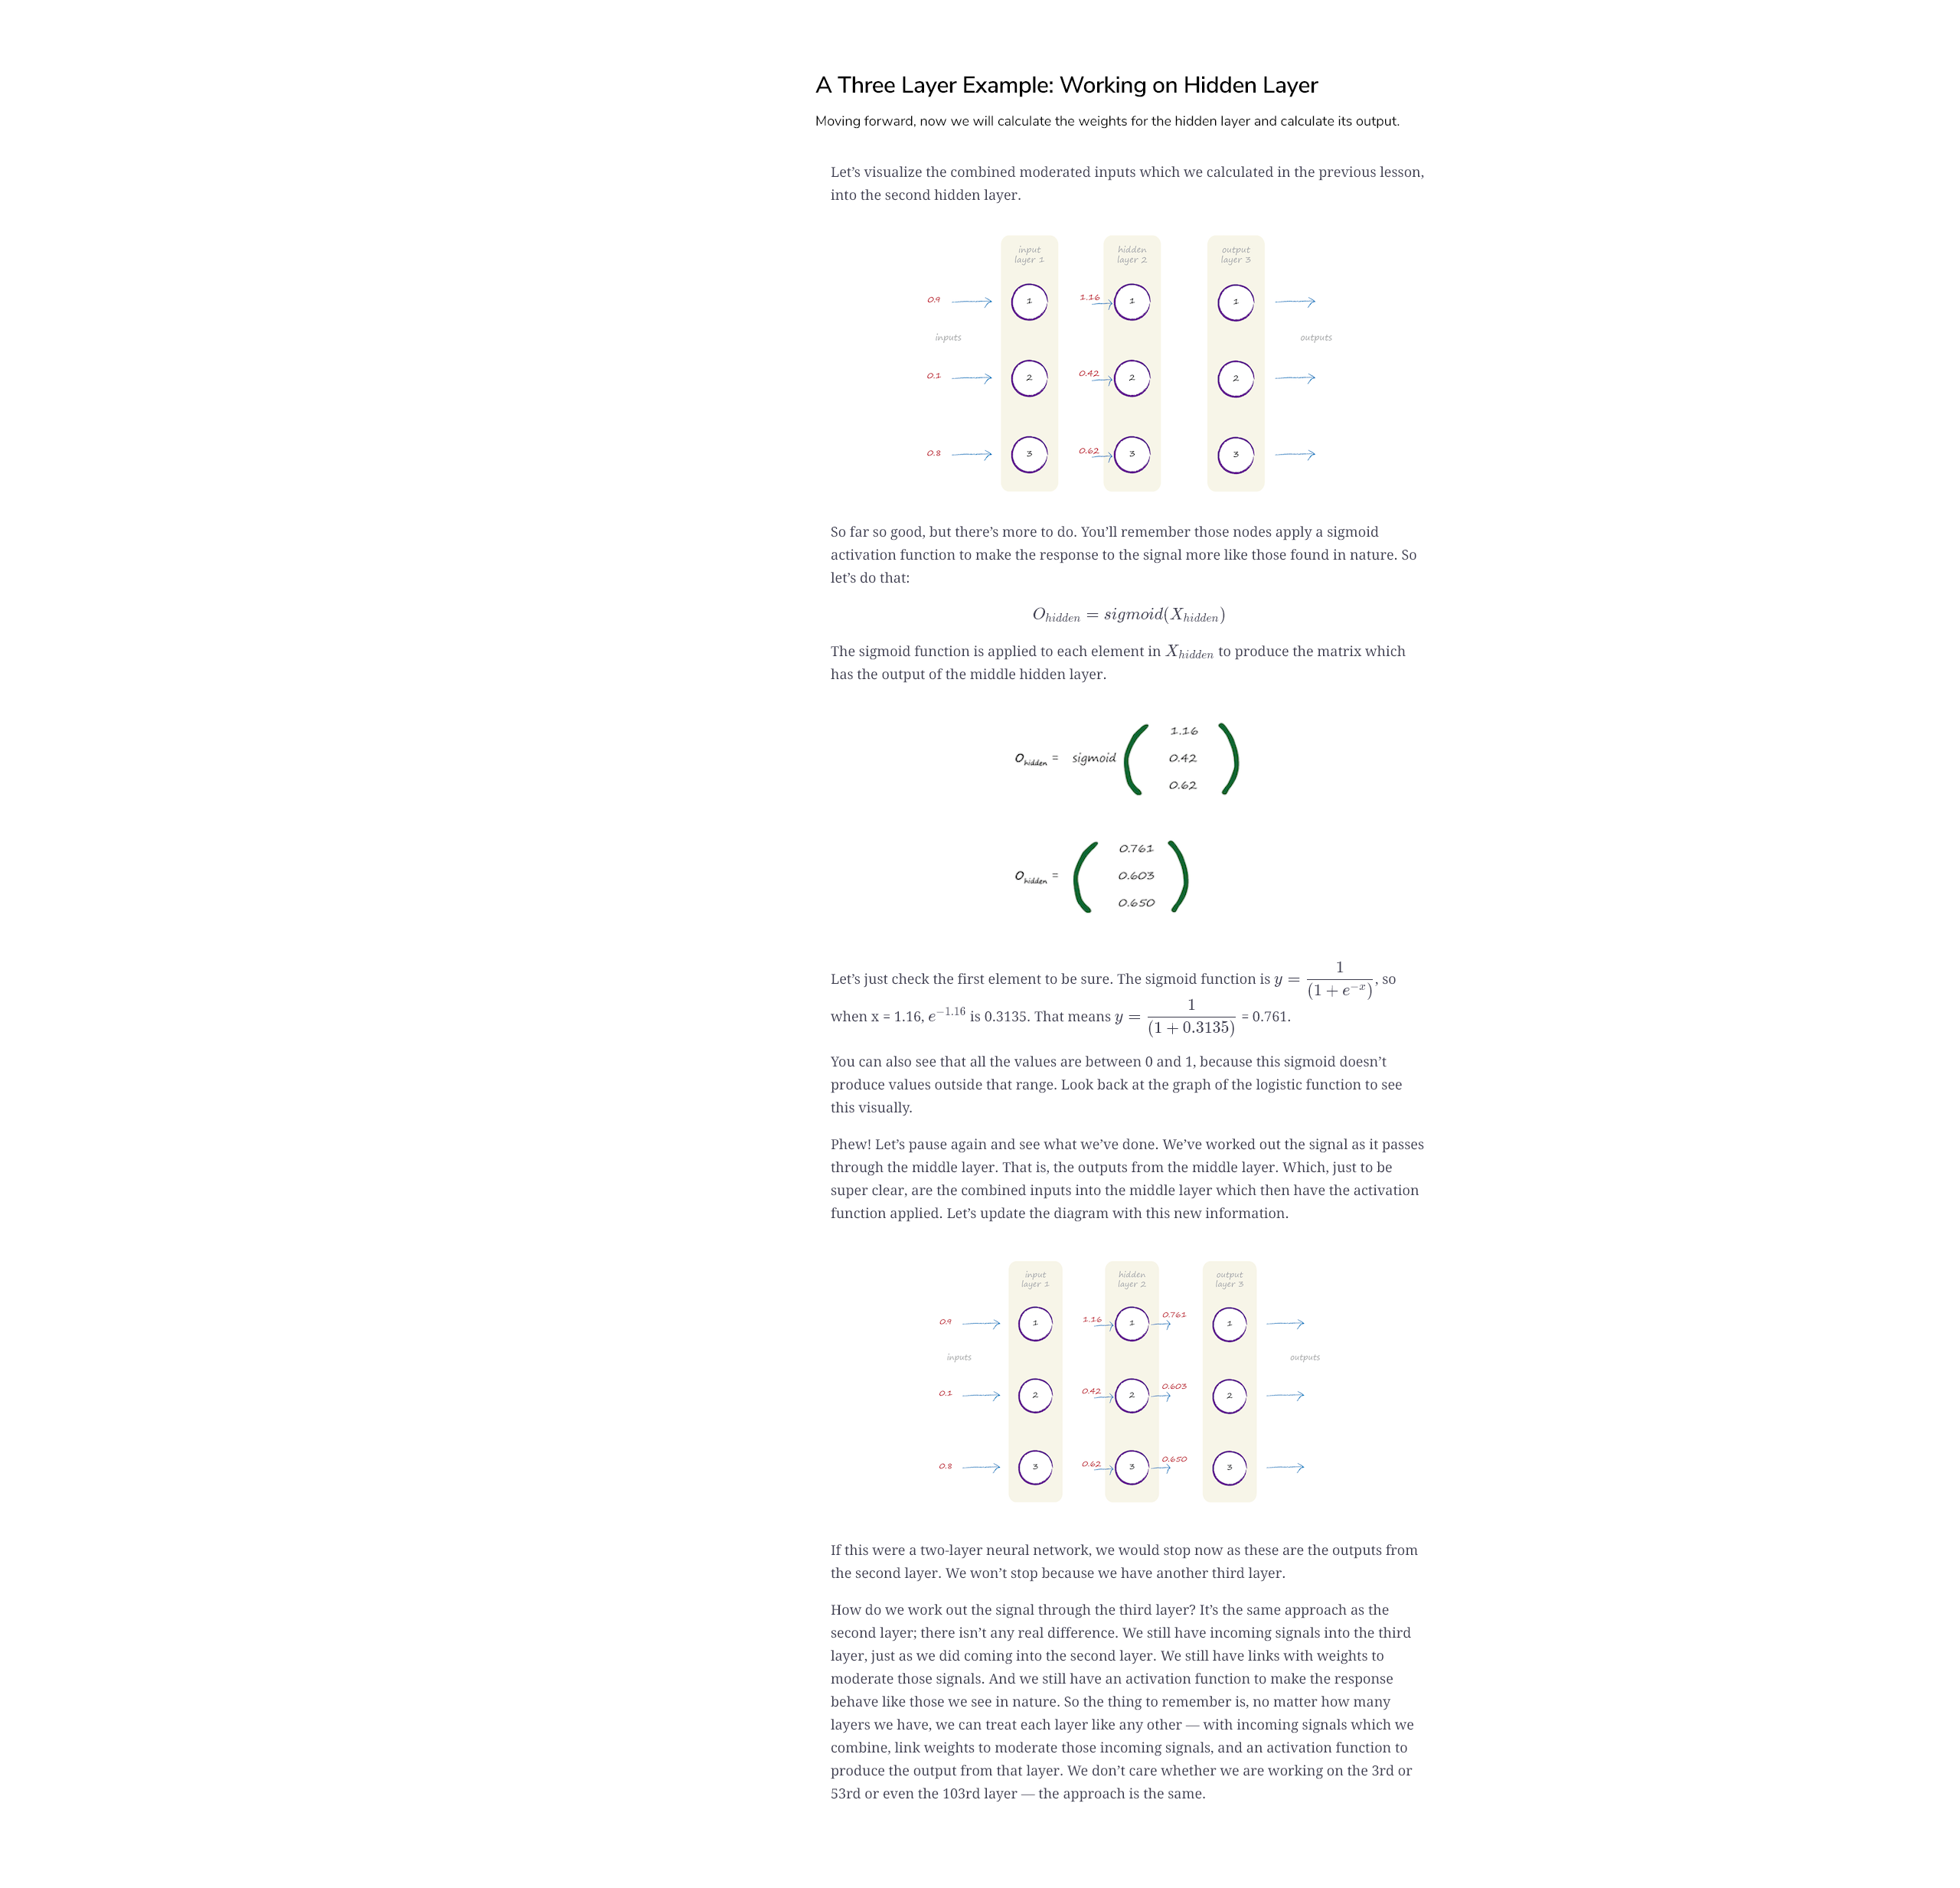 A Three Layer Example: Working on Hidden Layer
Moving forward, now we will calculate the weights for the hidden layer and calculate its output.
Let’s visualize the combined moderated inputs which we calculated in the previous lesson,
into the second hidden layer.
input
layer 1
hidden
layer 2
output
layer 3
0.9
1
1.16
1
1
inputs
outputs
0.1
2
0.42
2
2
0.8
3
0.62
3
3
So far so good, but there’s more to do. You’ll remember those nodes apply a sigmoid
activation function to make the response to the signal more like those found in nature. So
let’s do that:
O_{hidden} = sigmoid(X_{hidden})
The sigmoid function is applied to each element in X_{hidden} to produce the matrix which
has the output of the middle hidden layer.
1.16
O_{hidden} = sigmoid ( 0.42 )
0.62
0.761
O_{hidden} = ( 0.603 )
0.650
Let’s just check the first element to be sure. The sigmoid function is y = \frac{1}{(1 + e^{-x})}, so
when x = 1.16, e^{-1.16} is 0.3135. That means y = \frac{1}{(1 + 0.3135)} = 0.761.
You can also see that all the values are between 0 and 1, because this sigmoid doesn’t
produce values outside that range. Look back at the graph of the logistic function to see
this visually.
Phew! Let’s pause again and see what we’ve done. We’ve worked out the signal as it passes
through the middle layer. That is, the outputs from the middle layer. Which, just to be
super clear, are the combined inputs into the middle layer which then have the activation
function applied. Let’s update the diagram with this new information.
input
layer 1
hidden
layer 2
output
layer 3
0.9
1
1.16
1
0.761
1
inputs
outputs
0.1
2
0.42
2
0.603
2
0.8
3
0.62
3
0.650
3
If this were a two-layer neural network, we would stop now as these are the outputs from
the second layer. We won’t stop because we have another third layer.
How do we work out the signal through the third layer? It’s the same approach as the
second layer; there isn’t any real difference. We still have incoming signals into the third
layer, just as we did coming into the second layer. We still have links with weights to
moderate those signals. And we still have an activation function to make the response
behave like those we see in nature. So the thing to remember is, no matter how many
layers we have, we can treat each layer like any other — with incoming signals which we
combine, link weights to moderate those incoming signals, and an activation function to
produce the output from that layer. We don’t care whether we are working on the 3rd or
53rd or even the 103rd layer — the approach is the same.